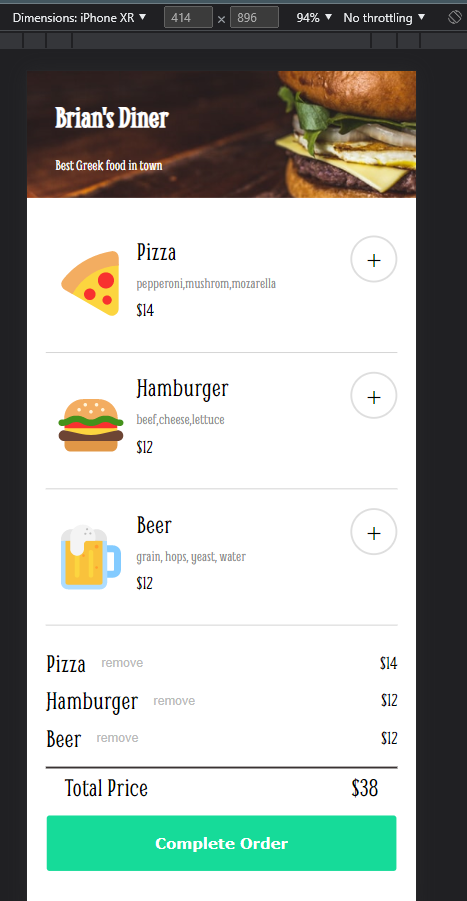 Dimensions: iPhone XR ▼ 414 × 896 94% ▼ No throttling ▼
Brian's Diner
Best Greek food in town
Pizza
pepperoni,mushrom,mozarella
$14
+
Hamburger
beef,cheese,lettuce
$12
+
Beer
grain, hops, yeast, water
$12
+
Pizza remove $14
Hamburger remove $12
Beer remove $12
Total Price $38
Complete Order